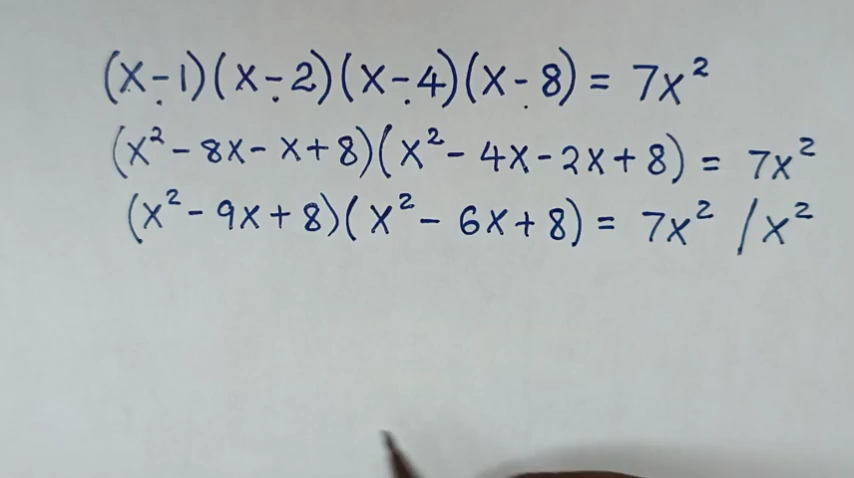 (x-1)(x-2)(x-4)(x-8) = 7x²
(x² - 8x - x + 8)(x² - 4x - 2x + 8) = 7x²
(x² - 9x + 8)(x² - 6x + 8) = 7x² /x²